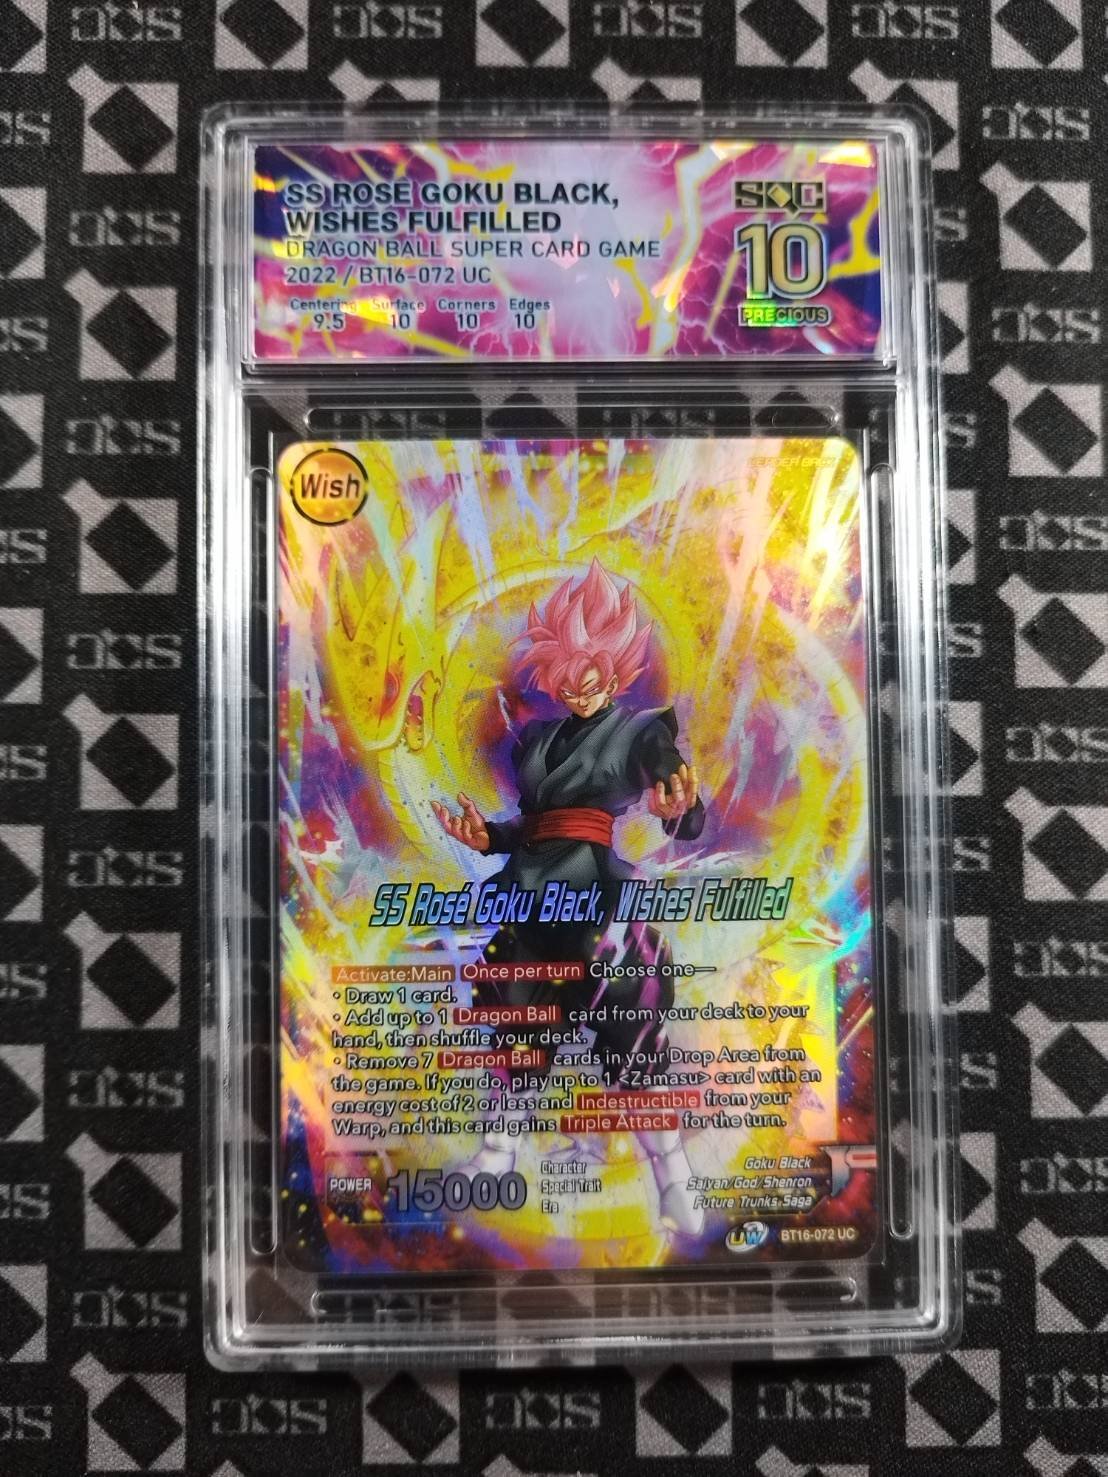 SS ROSÉ GOKU BLACK,
WISHES FULFILLED
DRAGON BALL SUPER CARD GAME
2022 / BT16-072 UC
Centering Surface Corners Edges
9.5 10 10 10
SQC
10
PRECIOUS
Wish
LEADER BACK
SS Rosé Goku Black, Wishes Fulfilled
Activate:Main Once per turn Choose one—
・Draw 1 card.
・Add up to 1 Dragon Ball card from your deck to your
hand, then shuffle your deck.
・Remove 7 Dragon Ball cards in your Drop Area from
the game. If you do, play up to 1 <Zamasu> card with an
energy cost of 2 or less and Indestructible from your
Warp, and this card gains Triple Attack for the turn.
POWER 15000
Character Goku Black
Special Trait Saiyan/God/Shenron
Era Future Trunks Saga
UW BT16-072 UC